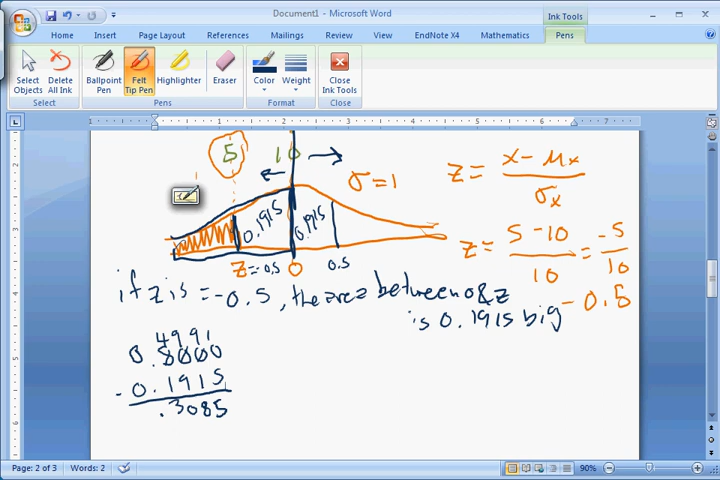 Document1 - Microsoft Word
Ink Tools
Home Insert Page Layout References Mailings Review View EndNote X4 Mathematics Pens
Select Objects
Delete All Ink
Ballpoint Pen
Felt Tip Pen
Highlighter
Eraser
Color
Weight
Close Ink Tools
Select
Pens
Format
Close
5 10
σ=1
z = x - μx / σx
0.1915 0.1915
z=-0.5 0 0.5
z = 5-10 / 10 = -5 / 10
-0.5
if z is = -0.5, the area between 0 & z
is 0.1915 big
4991
0.5000
-0.1915
.3085
Page: 2 of 3 Words: 2 90%